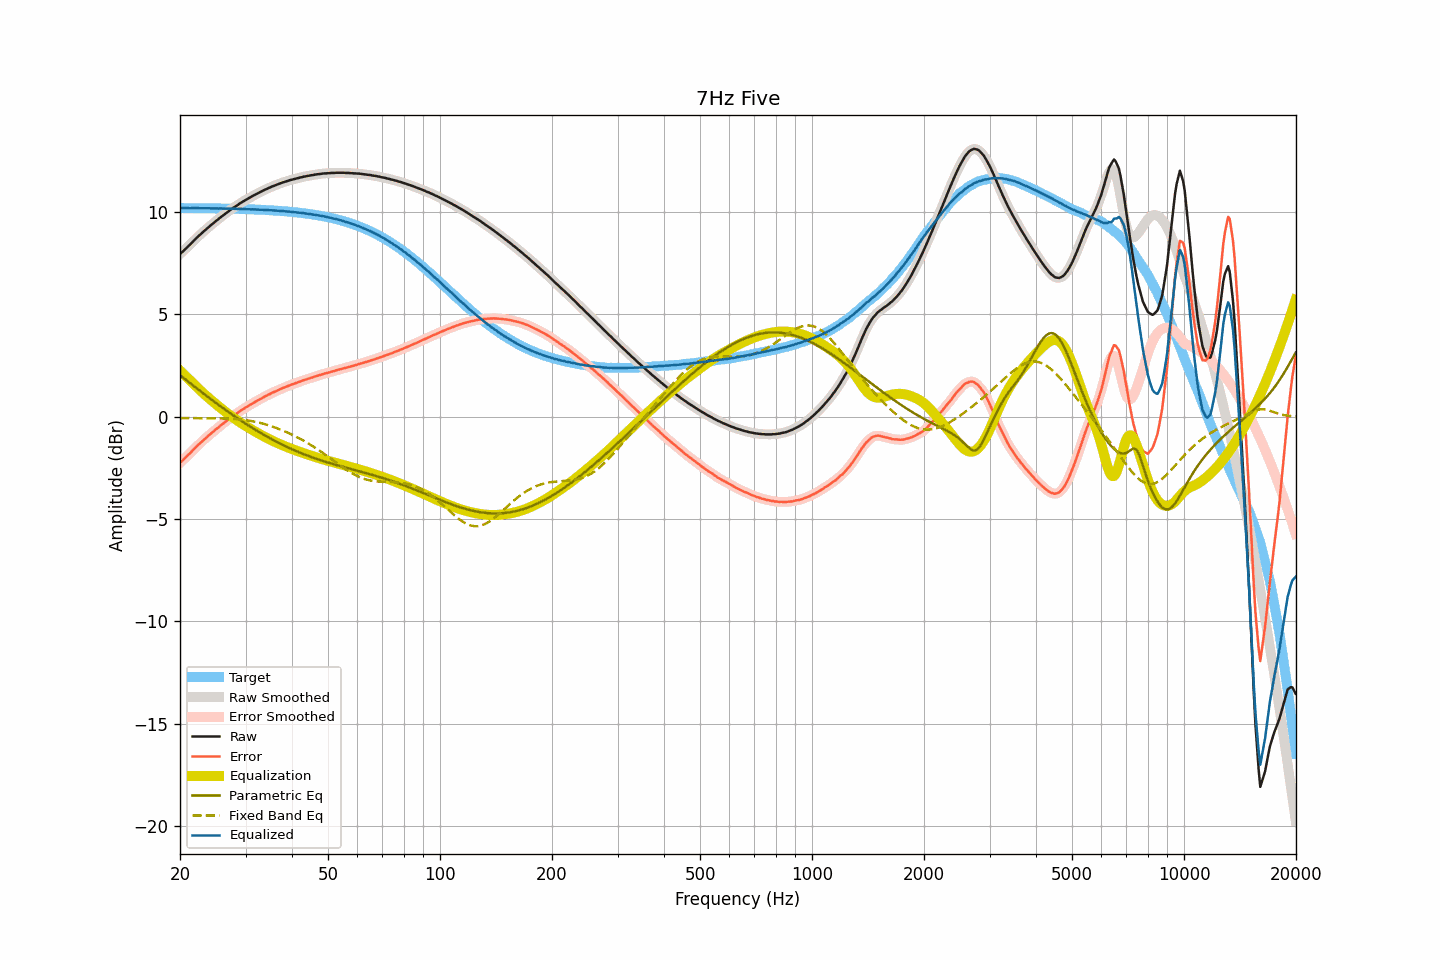 7Hz Five
Amplitude (dBr)
10
5
0
−5
−10
−15
−20
Target
Raw Smoothed
Error Smoothed
Raw
Error
Equalization
Parametric Eq
Fixed Band Eq
Equalized
20 50 100 200 500 1000 2000 5000 10000 20000
Frequency (Hz)